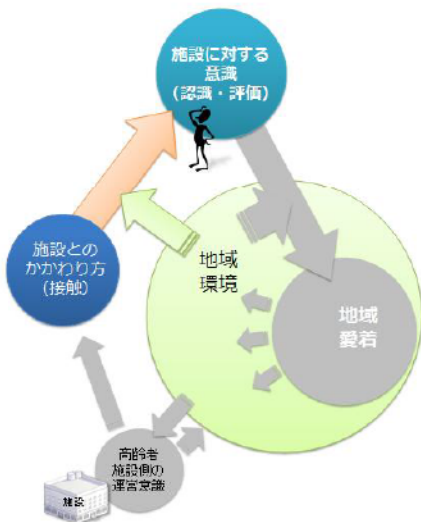 施設に対する
意識
(認識・評価)
施設との
かかわり方
(接触)
地域
環境
地域
愛着
高齢者
施設側の
運営意識
施設